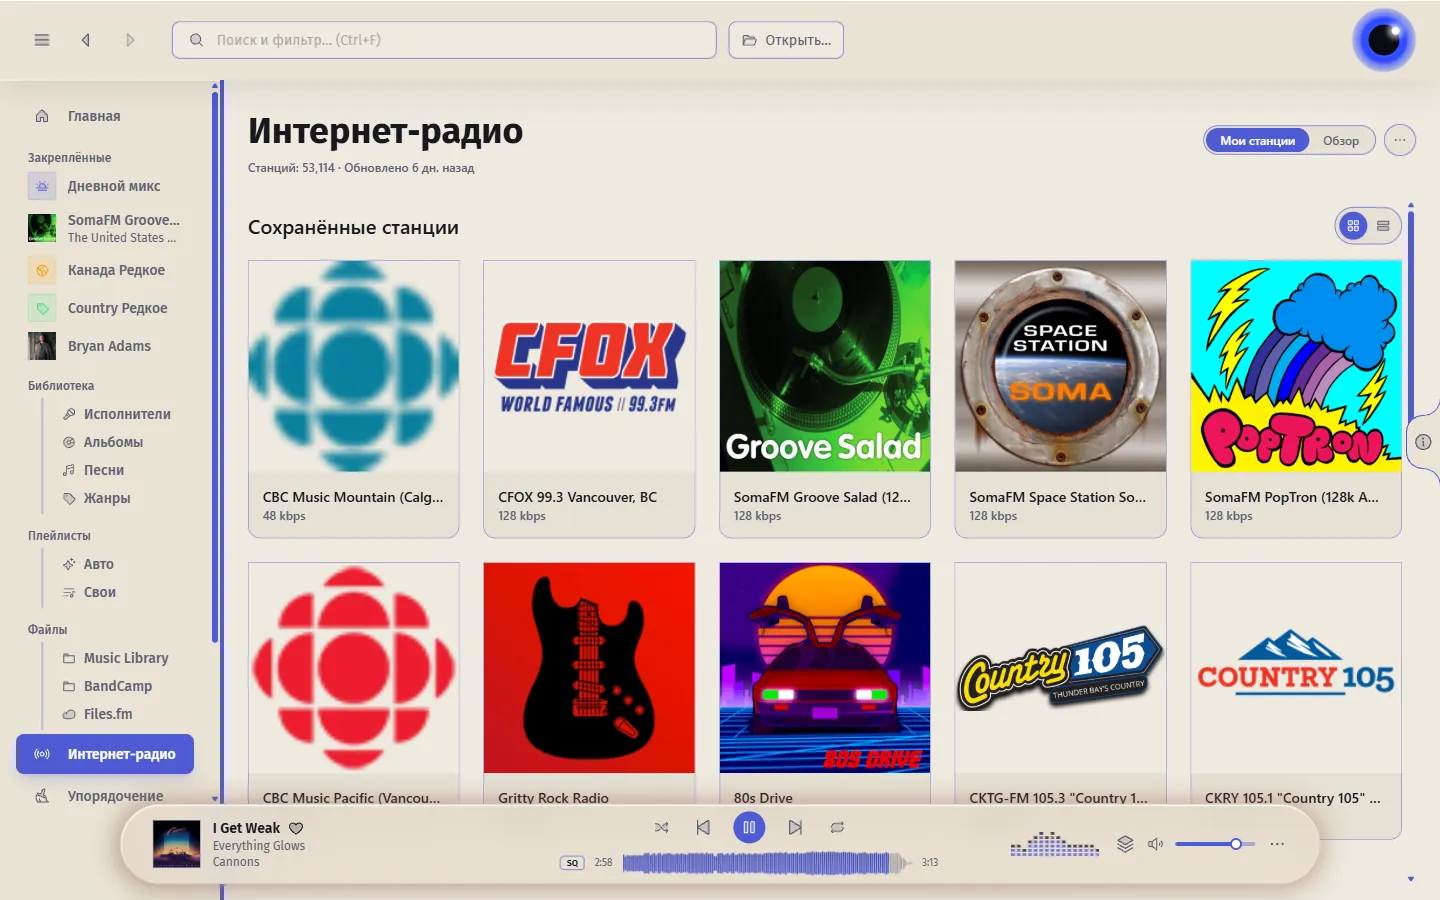 Поиск и фильтр... (Ctrl+F)
Открыть...
Главная
Закреплённые
Дневной микс
SomaFM Groove...
The United States ...
Канада Редкое
Country Редкое
Bryan Adams
Библиотека
Исполнители
Альбомы
Песни
Жанры
Плейлисты
Авто
Свои
Файлы
Music Library
BandCamp
Files.fm
Интернет-радио
Упорядочение
Интернет-радио
Станций: 53,114 · Обновлено 6 дн. назад
Мои станции
Обзор
Сохранённые станции
CFOX
WORLD FAMOUS // 99.3FM
Groove Salad
SPACE
STATION
SOMA
POPTRON
CBC Music Mountain (Calg...
48 kbps
CFOX 99.3 Vancouver, BC
128 kbps
SomaFM Groove Salad (12...
128 kbps
SomaFM Space Station So...
128 kbps
SomaFM PopTron (128k A...
128 kbps
80S DRIVE
Country 105
THUNDER BAY'S COUNTRY
COUNTRY 105
CBC Music Pacific (Vancou...
Gritty Rock Radio
80s Drive
CKTG-FM 105.3 "Country 1...
CKRY 105.1 "Country 105" ...
I Get Weak
Everything Glows
Cannons
SQ
2:58
3:13